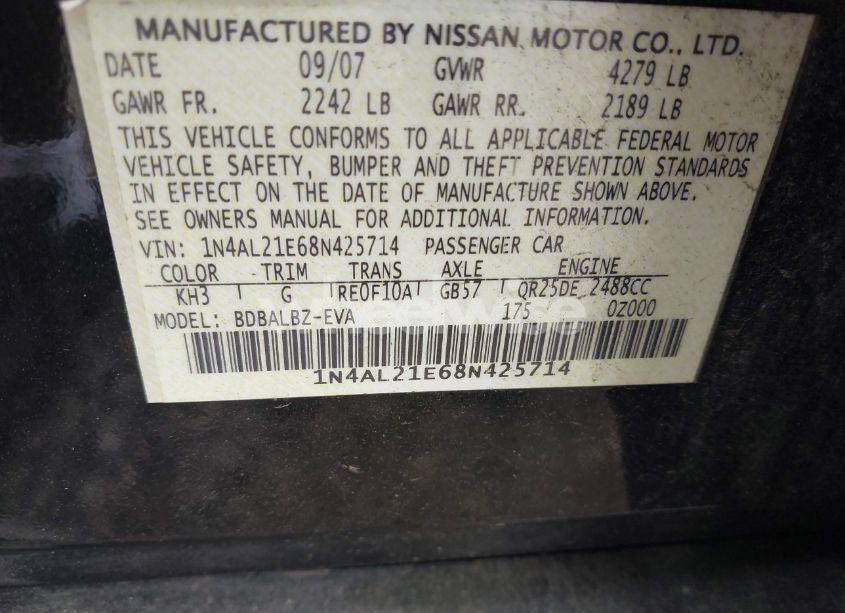 MANUFACTURED BY NISSAN MOTOR CO., LTD.
DATE 09/07 GVWR 4279 LB
GAWR FR. 2242 LB GAWR RR. 2189 LB
THIS VEHICLE CONFORMS TO ALL APPLICABLE FEDERAL MOTOR
VEHICLE SAFETY, BUMPER AND THEFT PREVENTION STANDARDS
IN EFFECT ON THE DATE OF MANUFACTURE SHOWN ABOVE.
SEE OWNERS MANUAL FOR ADDITIONAL INFORMATION.
VIN: 1N4AL21E68N425714 PASSENGER CAR
COLOR TRIM TRANS AXLE ENGINE
KH3 G RE0F10A GB57 QR25DE 2488CC
MODEL: BDBALBZ-EVA 175 0Z000
1N4AL21E68N425714